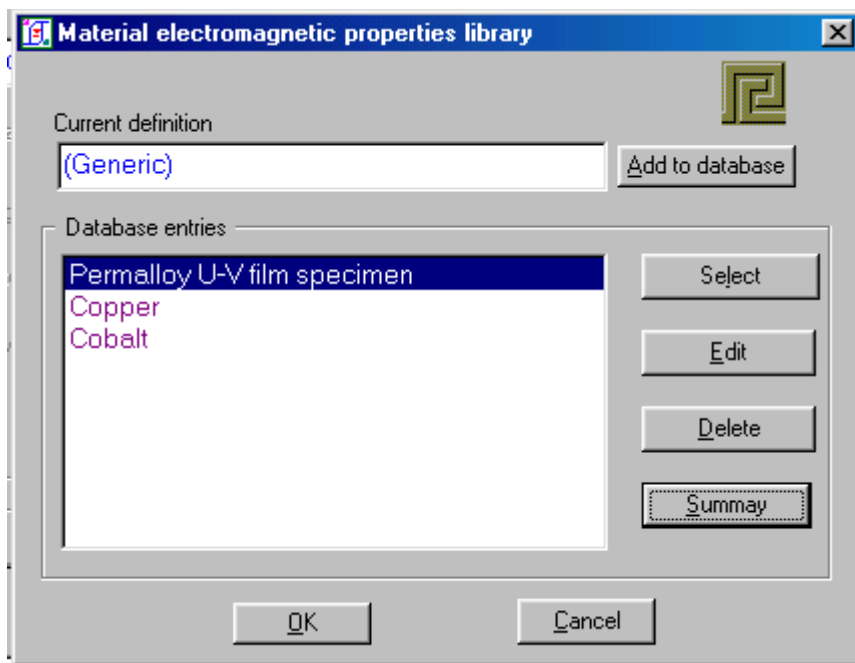 Material electromagnetic properties library
Current definition
(Generic)
Add to database
Database entries
Permalloy U-V film specimen
Copper
Cobalt
Select
Edit
Delete
Summay
OK
Cancel